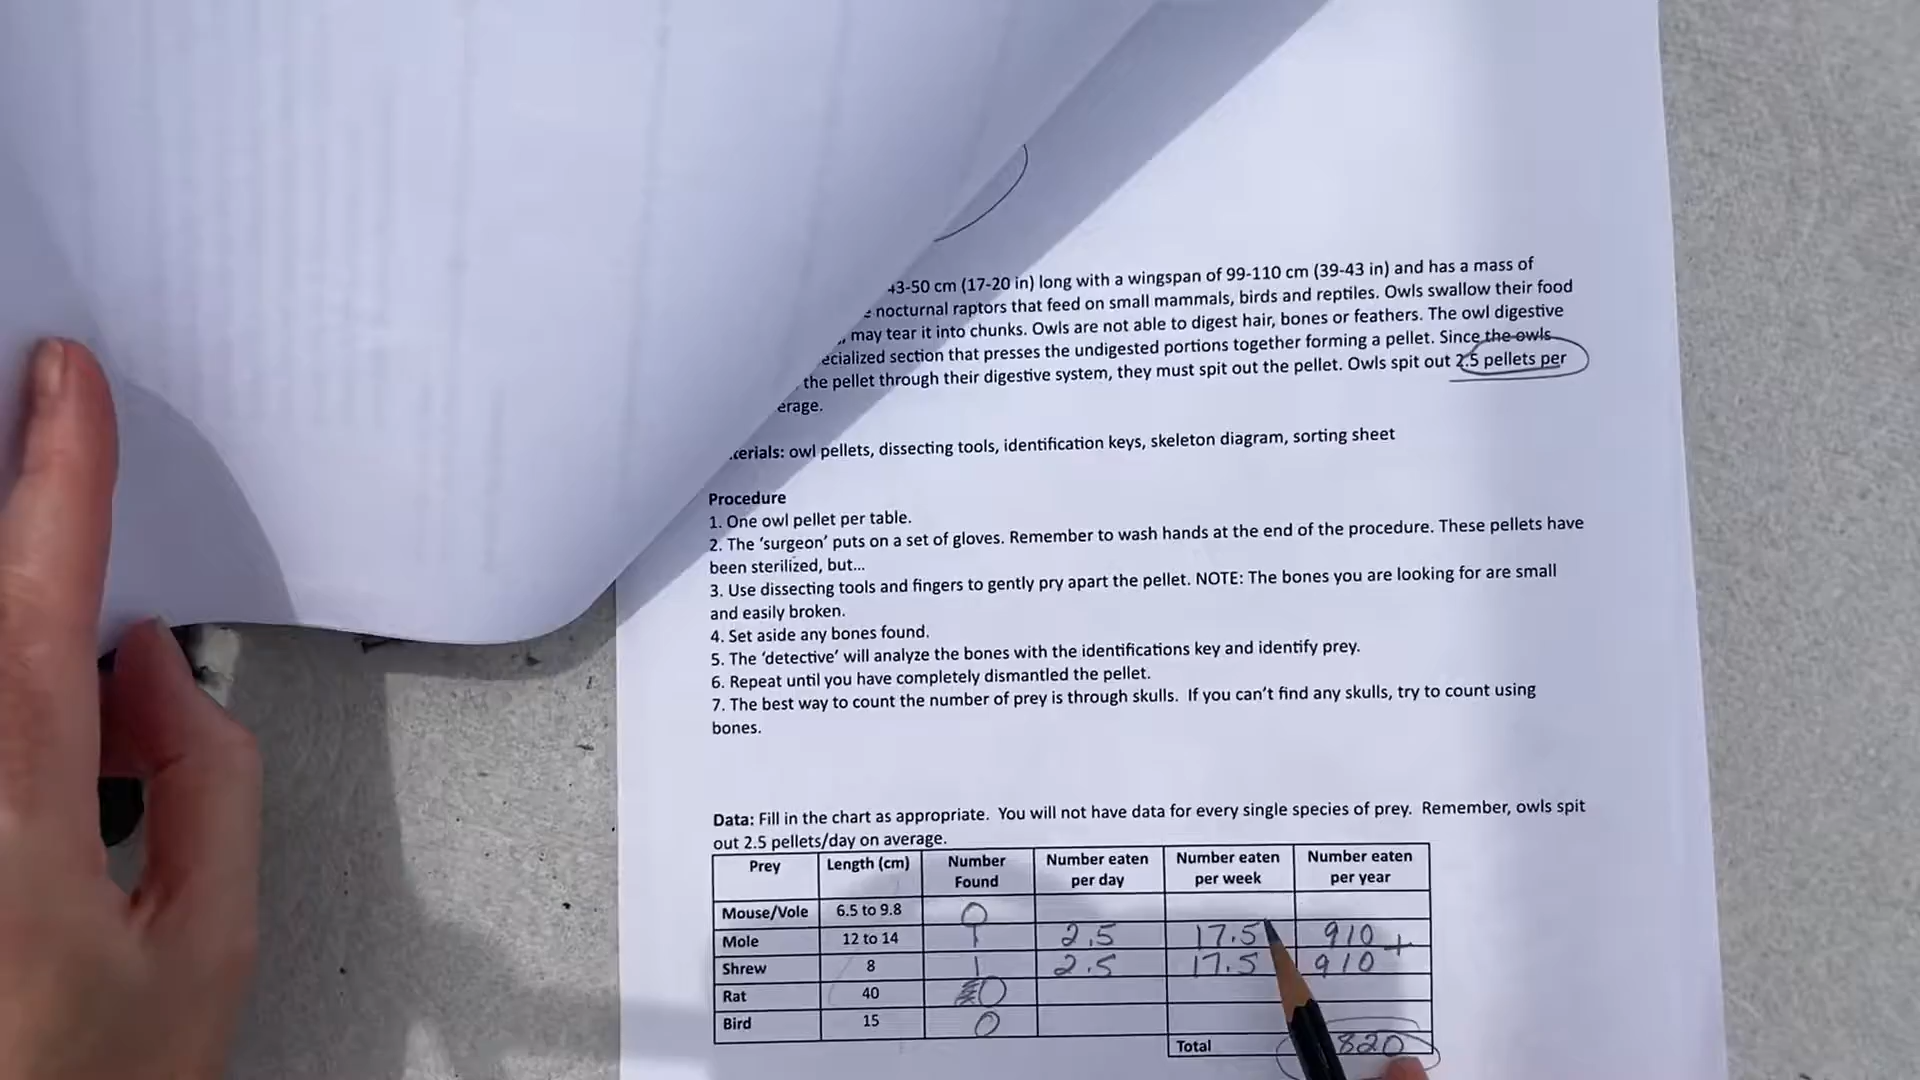 43-50 cm (17-20 in) long with a wingspan of 99-110 cm (39-43 in) and has a mass of
nocturnal raptors that feed on small mammals, birds and reptiles. Owls swallow their food
may tear it into chunks. Owls are not able to digest hair, bones or feathers. The owl digestive
ecialized section that presses the undigested portions together forming a pellet. Since the owls
the pellet through their digestive system, they must spit out the pellet. Owls spit out 2.5 pellets per
erage.
terials: owl pellets, dissecting tools, identification keys, skeleton diagram, sorting sheet
Procedure
1. One owl pellet per table.
2. The ‘surgeon’ puts on a set of gloves. Remember to wash hands at the end of the procedure. These pellets have
been sterilized, but...
3. Use dissecting tools and fingers to gently pry apart the pellet. NOTE: The bones you are looking for are small
and easily broken.
4. Set aside any bones found.
5. The ‘detective’ will analyze the bones with the identifications key and identify prey.
6. Repeat until you have completely dismantled the pellet.
7. The best way to count the number of prey is through skulls. If you can’t find any skulls, try to count using
bones.
Data: Fill in the chart as appropriate. You will not have data for every single species of prey. Remember, owls spit
out 2.5 pellets/day on average.
Prey Length (cm) Number Found Number eaten per day Number eaten per week Number eaten per year
Mouse/Vole 6.5 to 9.8 0
Mole 12 to 14 1 2.5 17.5 910 +
Shrew 8 1 2.5 17.5 910
Rat 40 0
Bird 15 0
Total 820